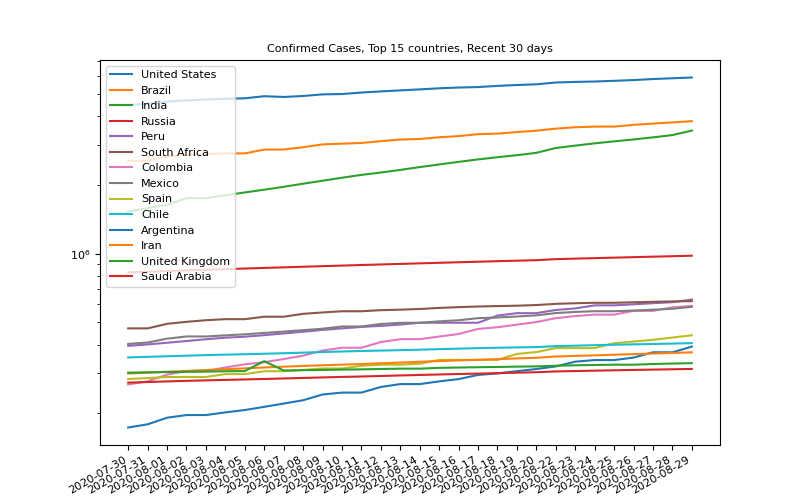 Confirmed Cases, Top 15 countries, Recent 30 days
United States
Brazil
India
Russia
Peru
South Africa
Colombia
Mexico
Spain
Chile
Argentina
Iran
United Kingdom
Saudi Arabia
10⁶
2020-07-30
2020-07-31
2020-08-01
2020-08-02
2020-08-03
2020-08-04
2020-08-05
2020-08-06
2020-08-07
2020-08-08
2020-08-09
2020-08-10
2020-08-11
2020-08-12
2020-08-13
2020-08-14
2020-08-15
2020-08-16
2020-08-17
2020-08-18
2020-08-19
2020-08-20
2020-08-22
2020-08-23
2020-08-24
2020-08-25
2020-08-26
2020-08-27
2020-08-28
2020-08-29